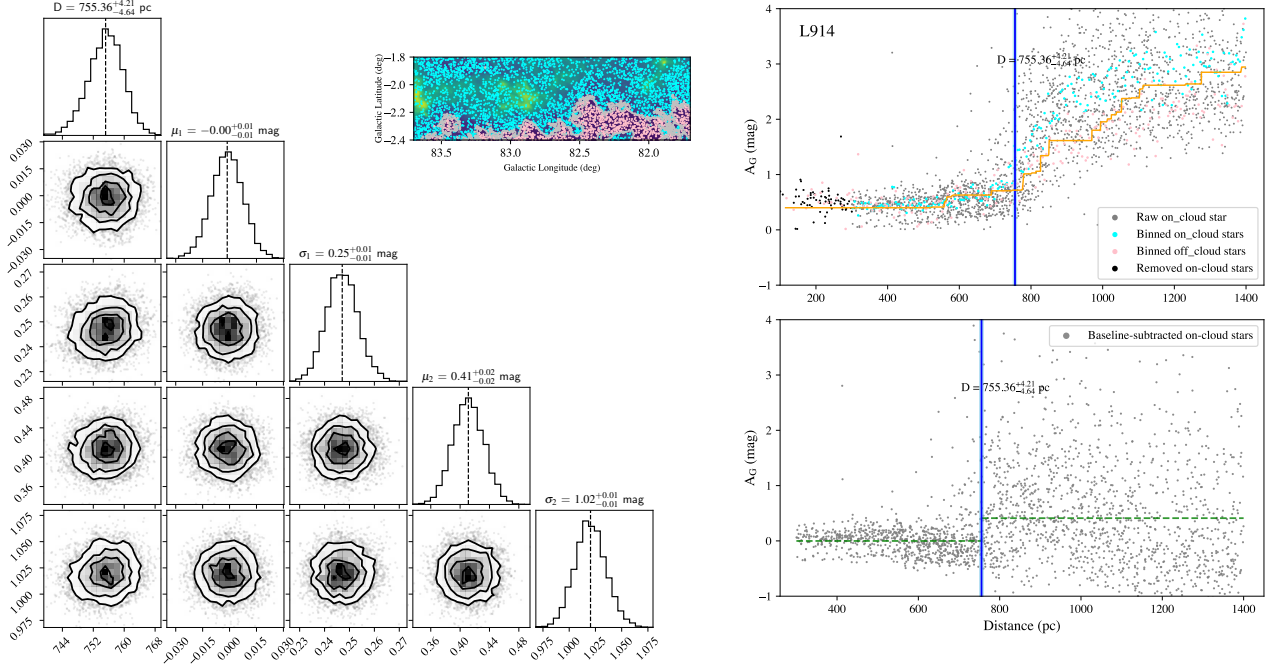 D = 755.36+4.21−4.64 pc
μ1 = −0.00+0.01−0.01 mag
σ1 = 0.25+0.01−0.01 mag
μ2 = 0.41+0.02−0.02 mag
σ2 = 1.02+0.01−0.01 mag
0.030
0.015
0.000
−0.015
−0.030
0.27
0.26
0.25
0.24
0.23
0.48
0.44
0.40
0.36
1.075
1.050
1.025
1.000
0.975
744 752 760 768
−0.030 −0.015 0.000 0.015 0.030
0.23 0.24 0.25 0.26 0.27
0.36 0.40 0.44 0.48
0.975 1.000 1.025 1.050 1.075
Galactic Latitude (deg)
−1.8
−2.0
−2.2
−2.4
83.5 83.0 82.5 82.0
Galactic Longitude (deg)
L914
D = 755.36+4.21−4.64 pc
AG (mag)
4
3
2
1
0
−1
Raw on_cloud star
Binned on_cloud stars
Binned off_cloud stars
Removed on-cloud stars
200 400 600 800 1000 1200 1400
Baseline-subtracted on-cloud stars
D = 755.36+4.21−4.64 pc
AG (mag)
4
3
2
1
0
−1
400 600 800 1000 1200 1400
Distance (pc)